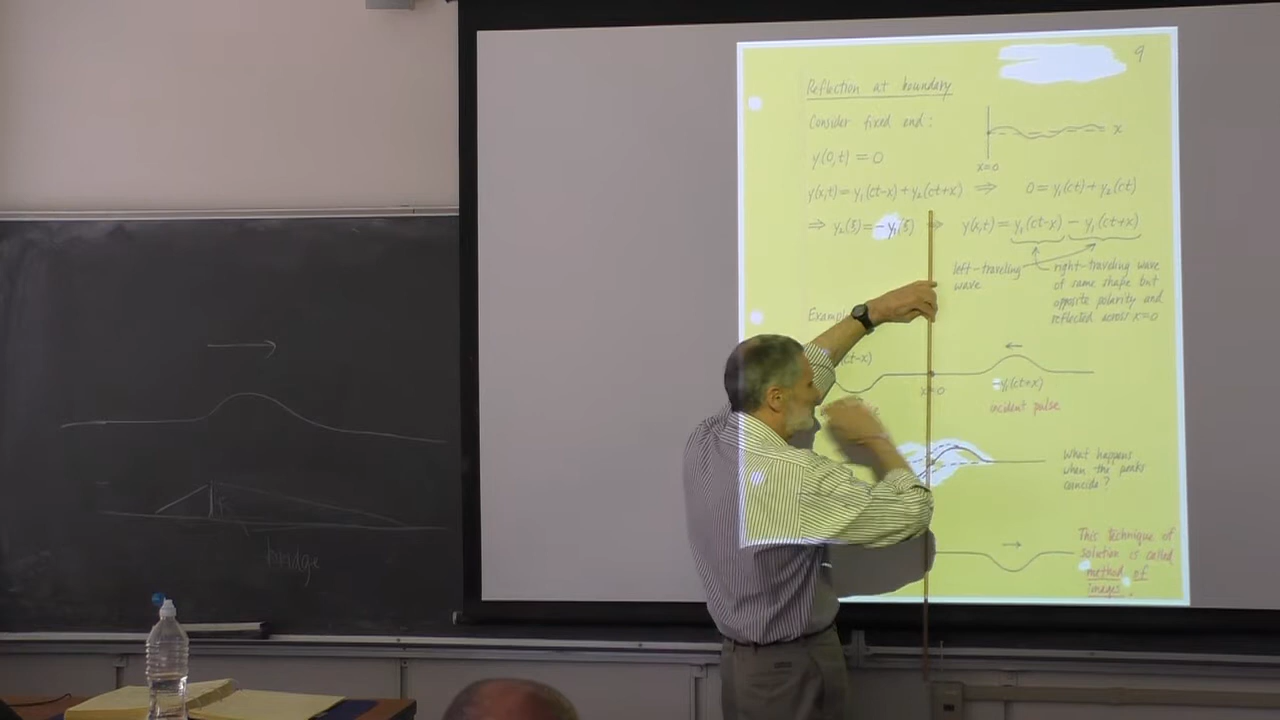 9
Reflection at boundary
Consider fixed end:
x
x=0
y(0,t) = 0
y(x,t) = y₁(ct-x) + y₂(ct+x) ⇒ 0 = y₁(ct) + y₂(ct)
⇒ y₂(ξ) = -y₁(ξ) ⇒ y(x,t) = y₁(ct-x) - y₁(ct+x)
left-traveling
wave
right-traveling wave
of same shape but
opposite polarity and
reflected across x=0
(ct-x)
x=0
-y₁(ct+x)
incident pulse
What happens
when the peaks
coincide?
This technique of
solution is called
method of
images.
bridge